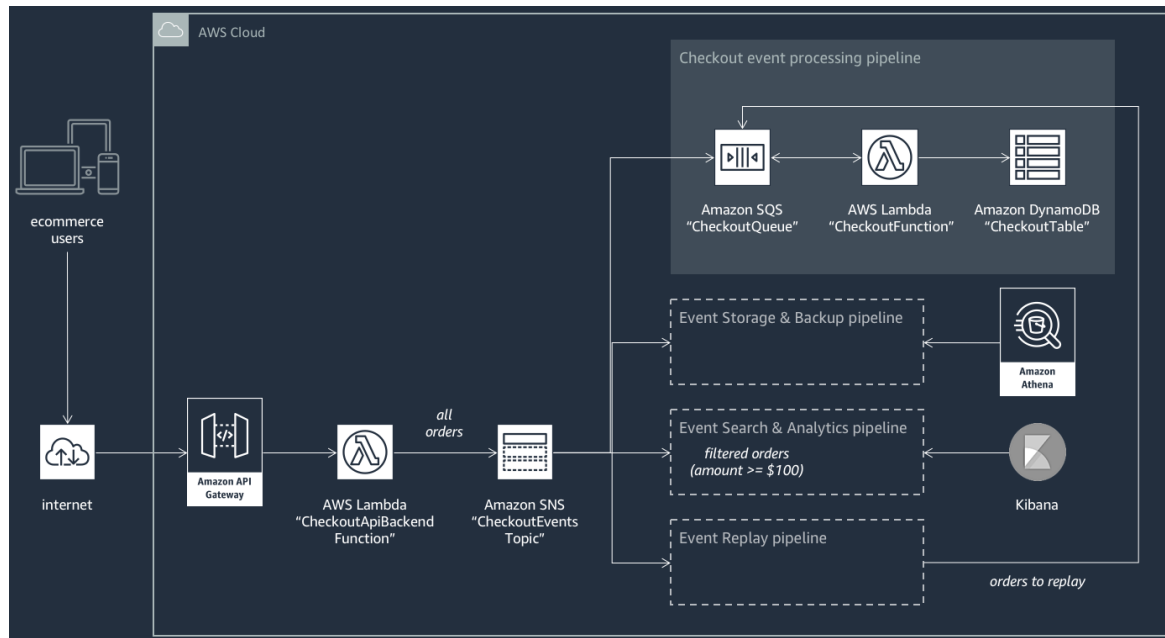 AWS Cloud
Checkout event processing pipeline
Amazon SQS
“CheckoutQueue”
AWS Lambda
“CheckoutFunction”
Amazon DynamoDB
“CheckoutTable”
ecommerce
users
Event Storage & Backup pipeline
Amazon
Athena
Event Search & Analytics pipeline
filtered orders
(amount >= $100)
Kibana
all
orders
internet
Amazon API
Gateway
AWS Lambda
“CheckoutApiBackend
Function”
Amazon SNS
“CheckoutEvents
Topic”
Event Replay pipeline
orders to replay